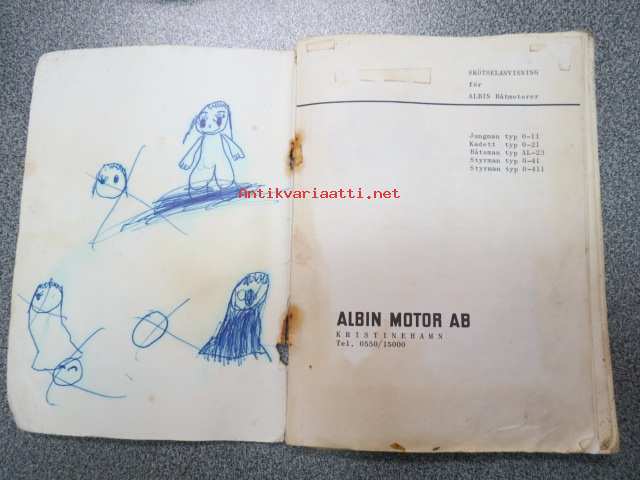 SKÖTSELANVISNING
för
ALBIN Båtmotorer
Jungman typ O-11
Kadett typ O-21
Båtsman typ AL-23
Styrman typ O-41
Styrman typ O-411
Antikvariaatti.net
ALBIN MOTOR AB
KRISTINEHAMN
Tel. 0550/15000